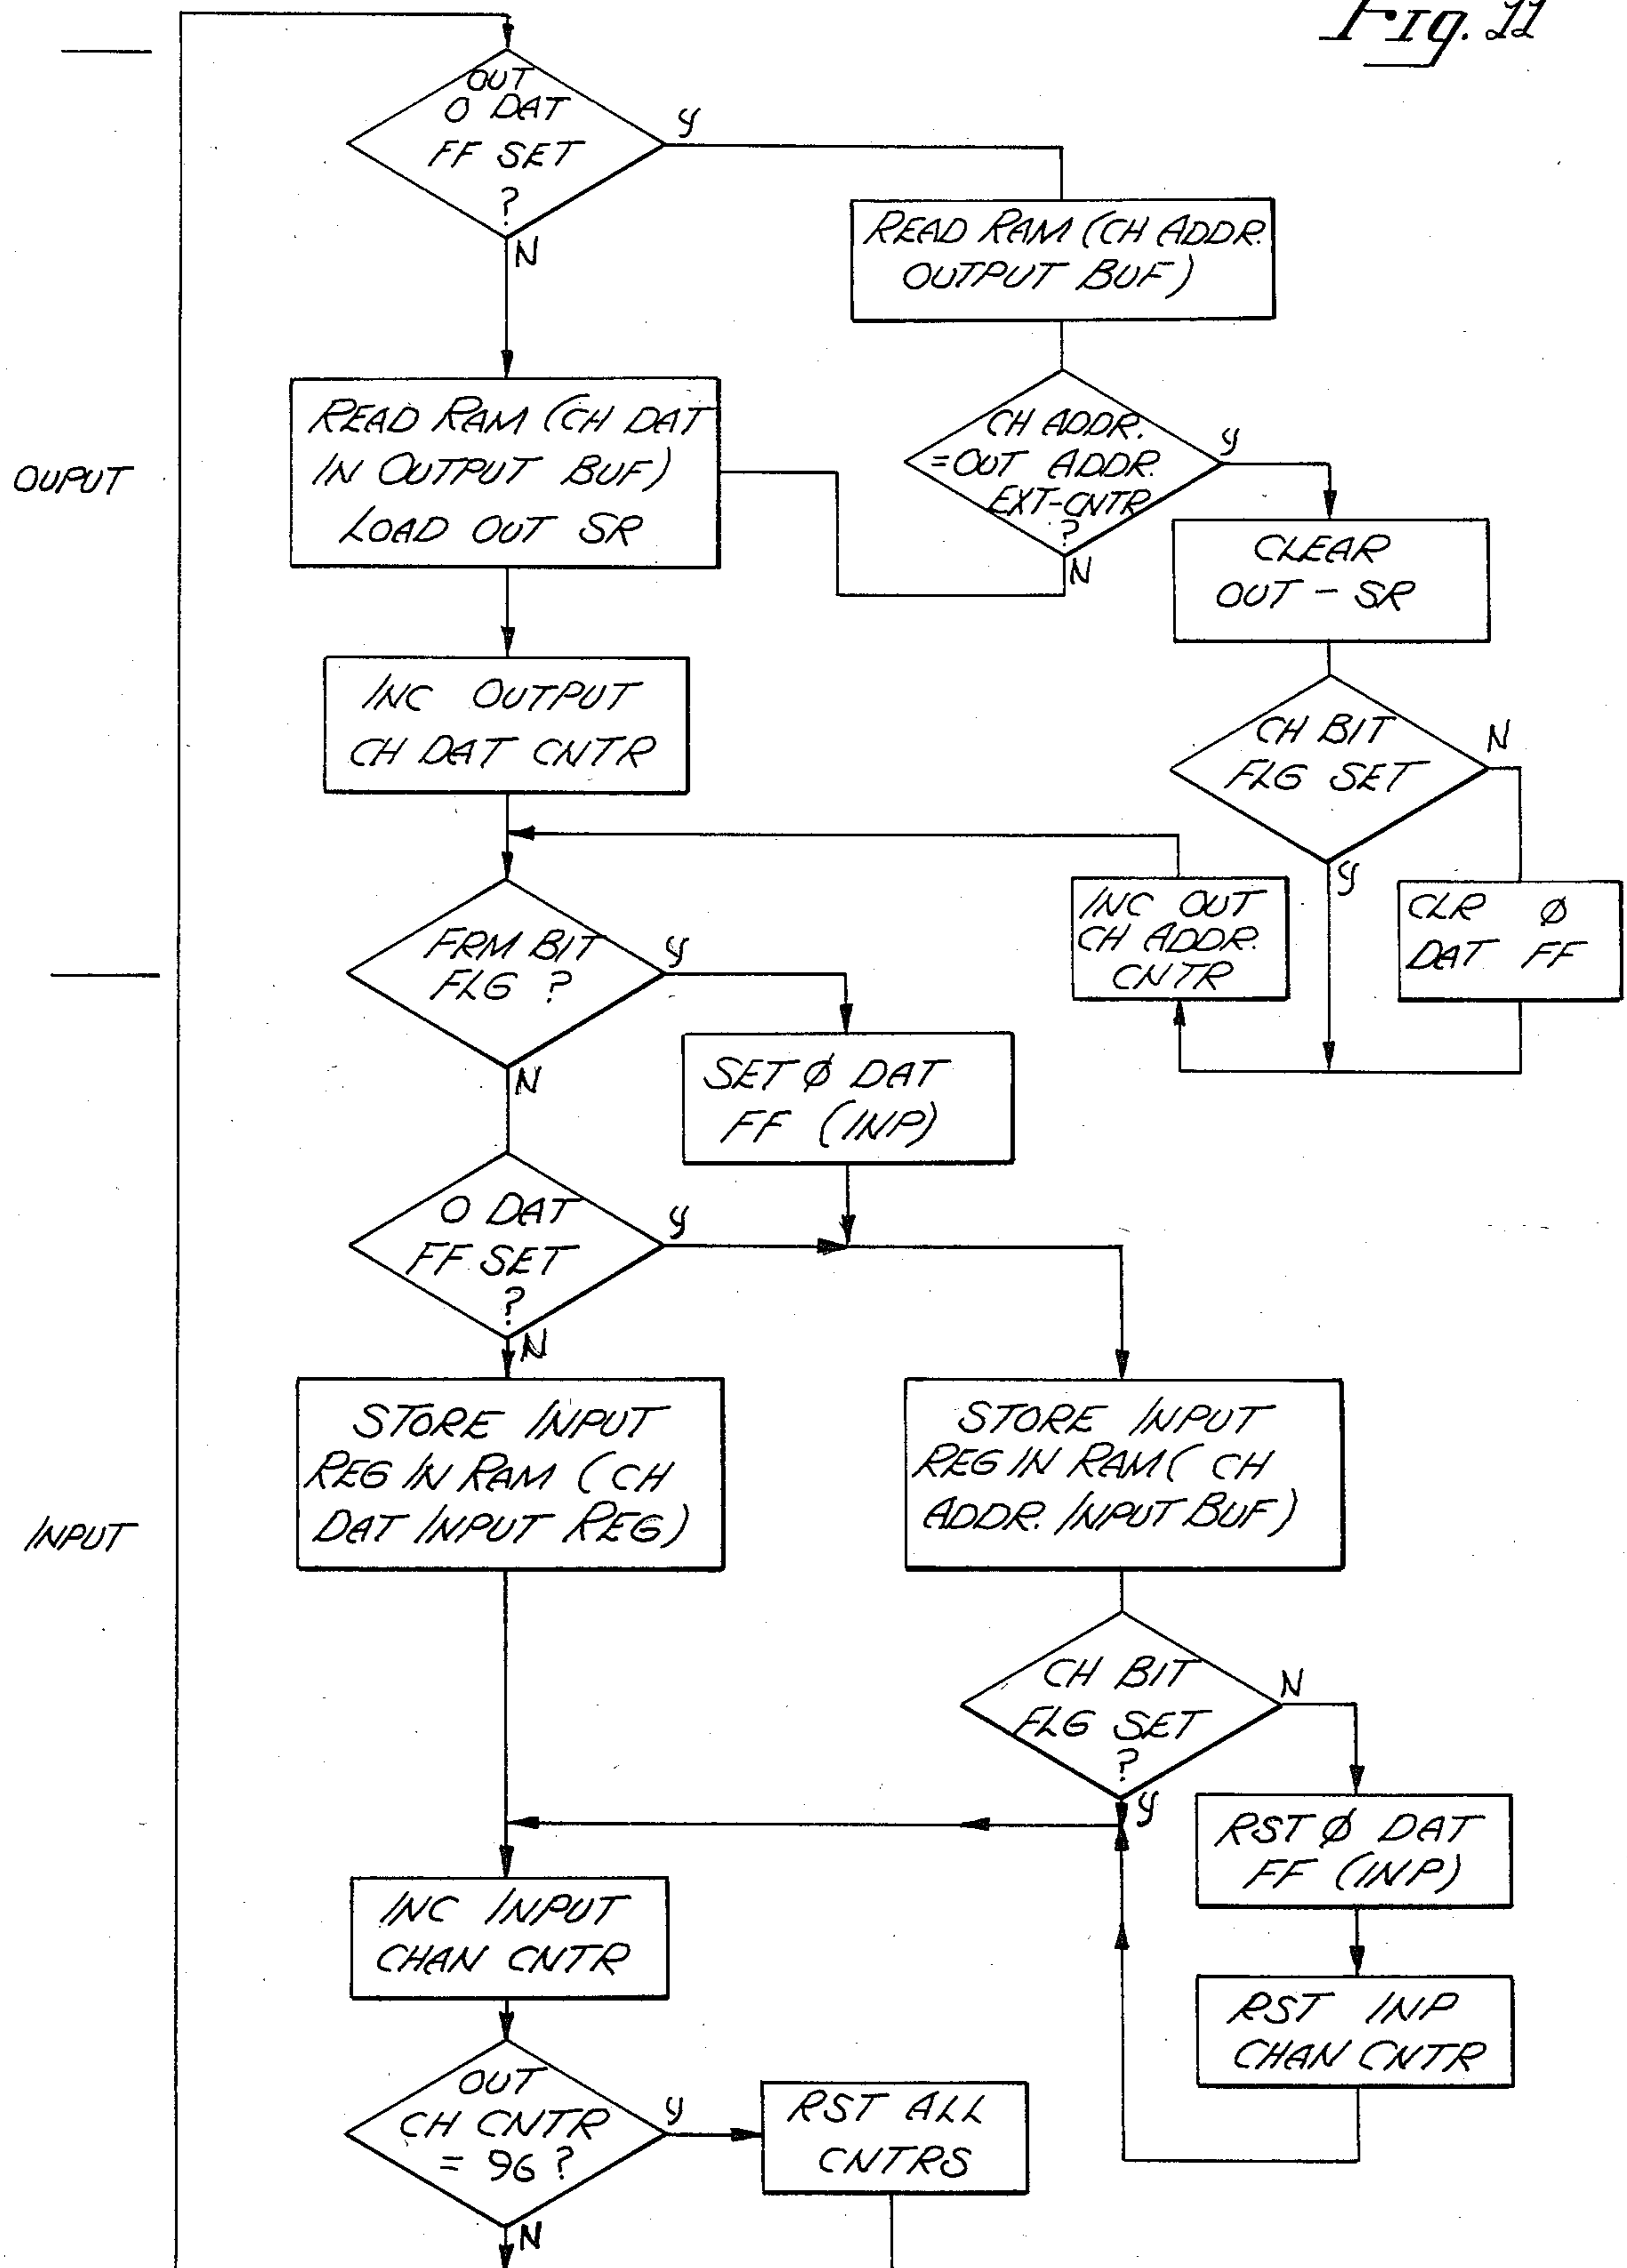 Fig. 11
OUT
O DAT
FF SET
?
Y
N
READ RAM (CH ADDR.
OUTPUT BUF)
READ RAM (CH DAT
IN OUTPUT BUF)
LOAD OUT SR
CH ADDR.
=OUT ADDR.
EXT-CNTR
?
Y
N
OUPUT
CLEAR
OUT - SR
INC OUTPUT
CH DAT CNTR
CH BIT
FLG SET
N
Y
INC OUT
CH ADDR.
CNTR
CLR Ø
DAT FF
FRM BIT
FLG ?
Y
N
SET Ø DAT
FF (INP)
O DAT
FF SET
?
Y
N
STORE INPUT
REG IN RAM (CH
DAT INPUT REG)
STORE INPUT
REG IN RAM (CH
ADDR. INPUT BUF)
INPUT
CH BIT
FLG SET
?
N
Y
RST Ø DAT
FF (INP)
INC INPUT
CHAN CNTR
RST INP
CHAN CNTR
OUT
CH CNTR
= 96 ?
Y
N
RST ALL
CNTRS